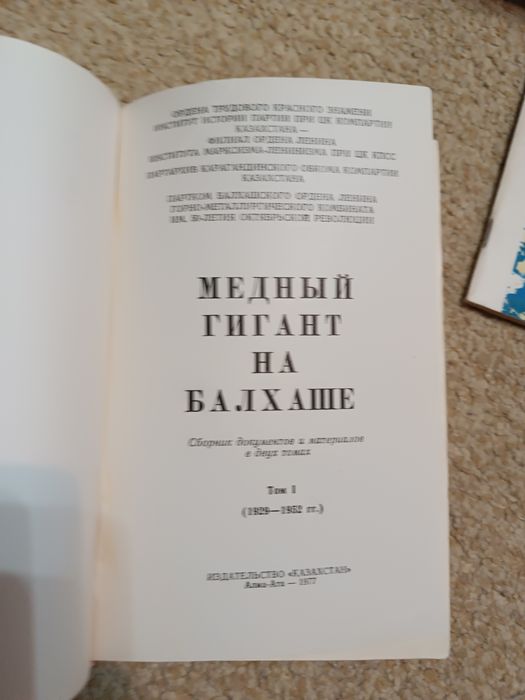 ОРДЕНА ТРУДОВОГО КРАСНОГО ЗНАМЕНИ
ИНСТИТУТ ИСТОРИИ ПАРТИИ ПРИ ЦК КОМПАРТИИ
КАЗАХСТАНА —
ФИЛИАЛ ОРДЕНА ЛЕНИНА
ИНСТИТУТА МАРКСИЗМА-ЛЕНИНИЗМА ПРИ ЦК КПСС
ПАРТАРХИВ КАРАГАНДИНСКОГО ОБКОМА КОМПАРТИИ
КАЗАХСТАНА
ПАРТКОМ БАЛХАШСКОГО ОРДЕНА ЛЕНИНА
ГОРНО-МЕТАЛЛУРГИЧЕСКОГО КОМБИНАТА
ИМ. 50-ЛЕТИЯ ОКТЯБРЬСКОЙ РЕВОЛЮЦИИ
МЕДНЫЙ
ГИГАНТ
НА
БАЛХАШЕ
Сборник документов и материалов
в двух томах
Том I
(1929—1952 гг.)
ИЗДАТЕЛЬСТВО «КАЗАХСТАН»
Алма-Ата — 1977